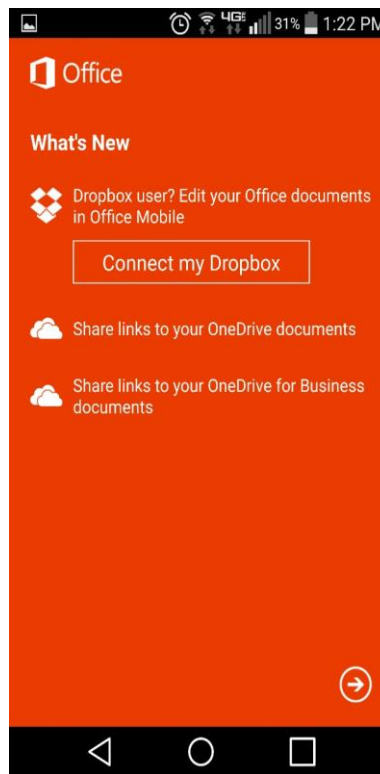 4G 31% 1:22 PM
Office
What's New
Dropbox user? Edit your Office documents
in Office Mobile
Connect my Dropbox
Share links to your OneDrive documents
Share links to your OneDrive for Business
documents